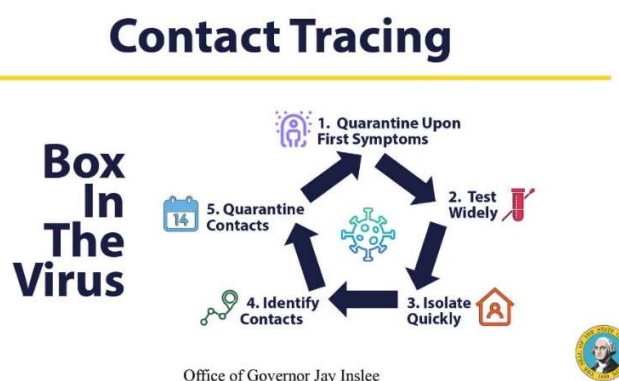 Contact Tracing
Box
In
The
Virus
1. Quarantine Upon
First Symptoms
2. Test
Widely
3. Isolate
Quickly
4. Identify
Contacts
5. Quarantine
Contacts
14
Office of Governor Jay Inslee